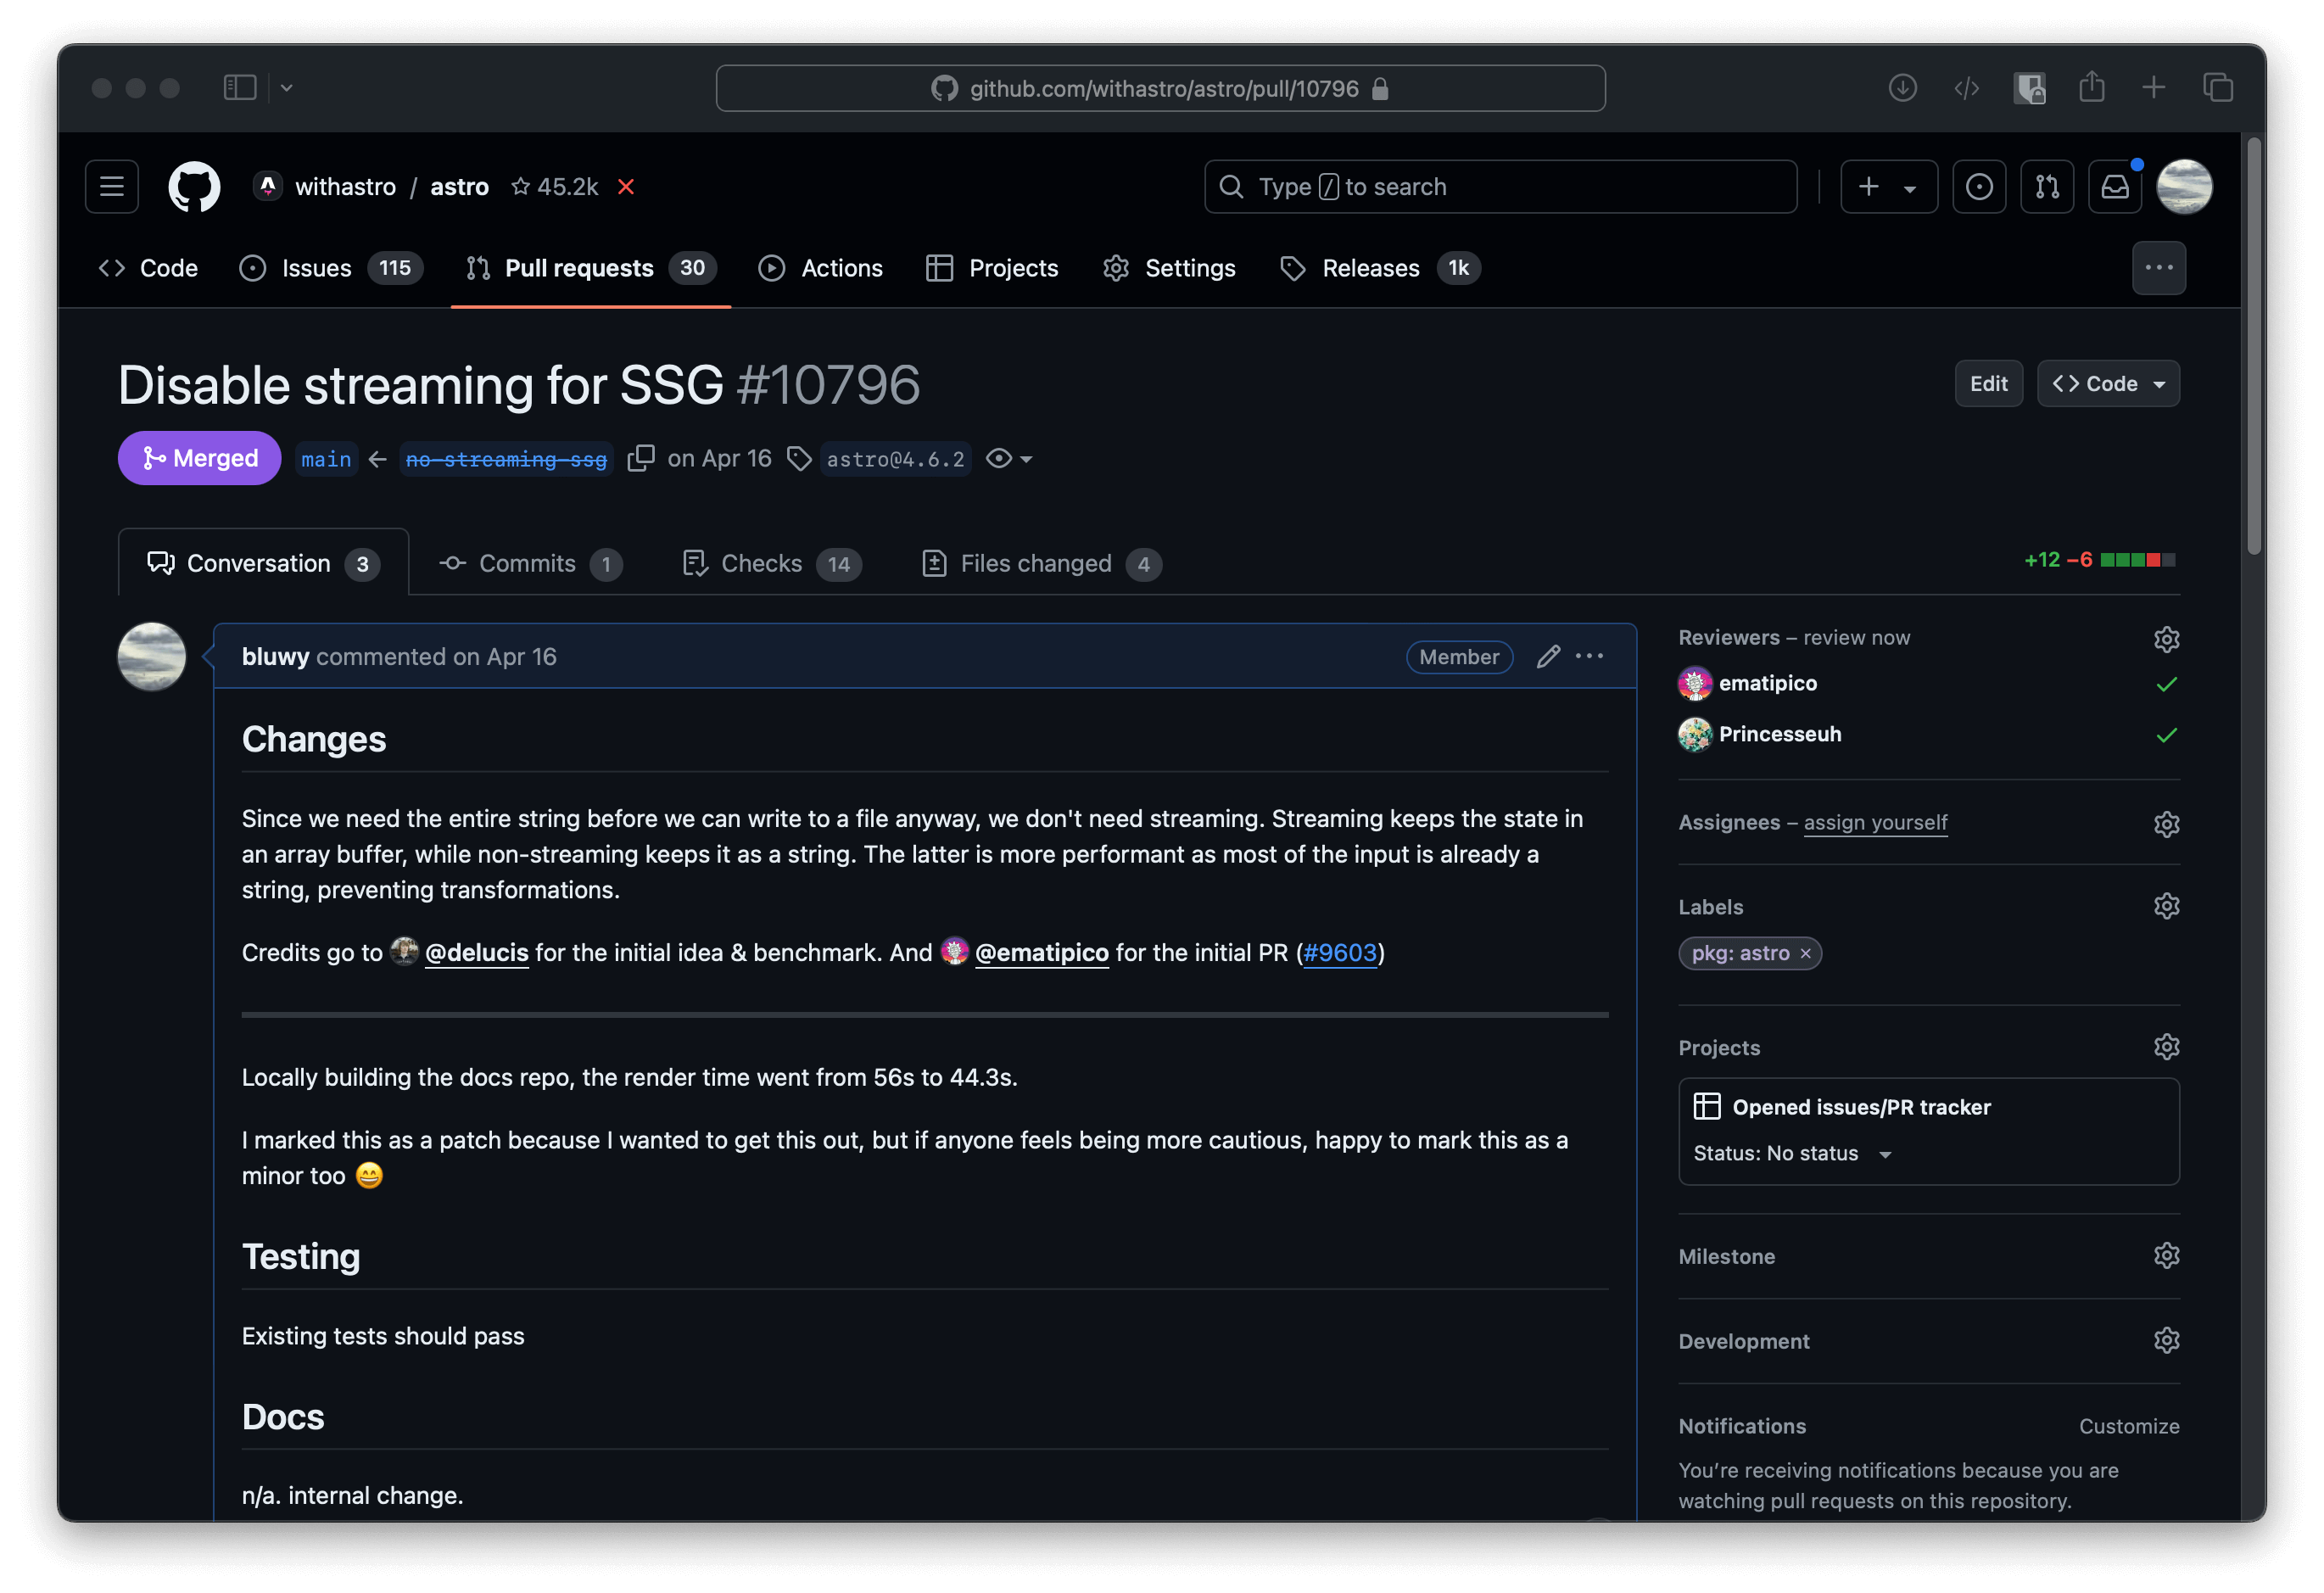 github.com/withastro/astro/pull/10796
withastro / astro 45.2k
Type / to search
Code Issues 115 Pull requests 30 Actions Projects Settings Releases 1k
Disable streaming for SSG #10796
Edit Code
Merged main ← no-streaming-ssg on Apr 16 astro@4.6.2
Conversation 3 Commits 1 Checks 14 Files changed 4
+12 −6
bluwy commented on Apr 16 Member
Changes
Since we need the entire string before we can write to a file anyway, we don't need streaming. Streaming keeps the state in
an array buffer, while non-streaming keeps it as a string. The latter is more performant as most of the input is already a
string, preventing transformations.
Credits go to @delucis for the initial idea & benchmark. And @ematipico for the initial PR (#9603)
Locally building the docs repo, the render time went from 56s to 44.3s.
I marked this as a patch because I wanted to get this out, but if anyone feels being more cautious, happy to mark this as a
minor too 😄
Testing
Existing tests should pass
Docs
n/a. internal change.
Reviewers – review now
ematipico
Princesseuh
Assignees – assign yourself
Labels
pkg: astro ×
Projects
Opened issues/PR tracker
Status: No status
Milestone
Development
Notifications Customize
You’re receiving notifications because you are
watching pull requests on this repository.